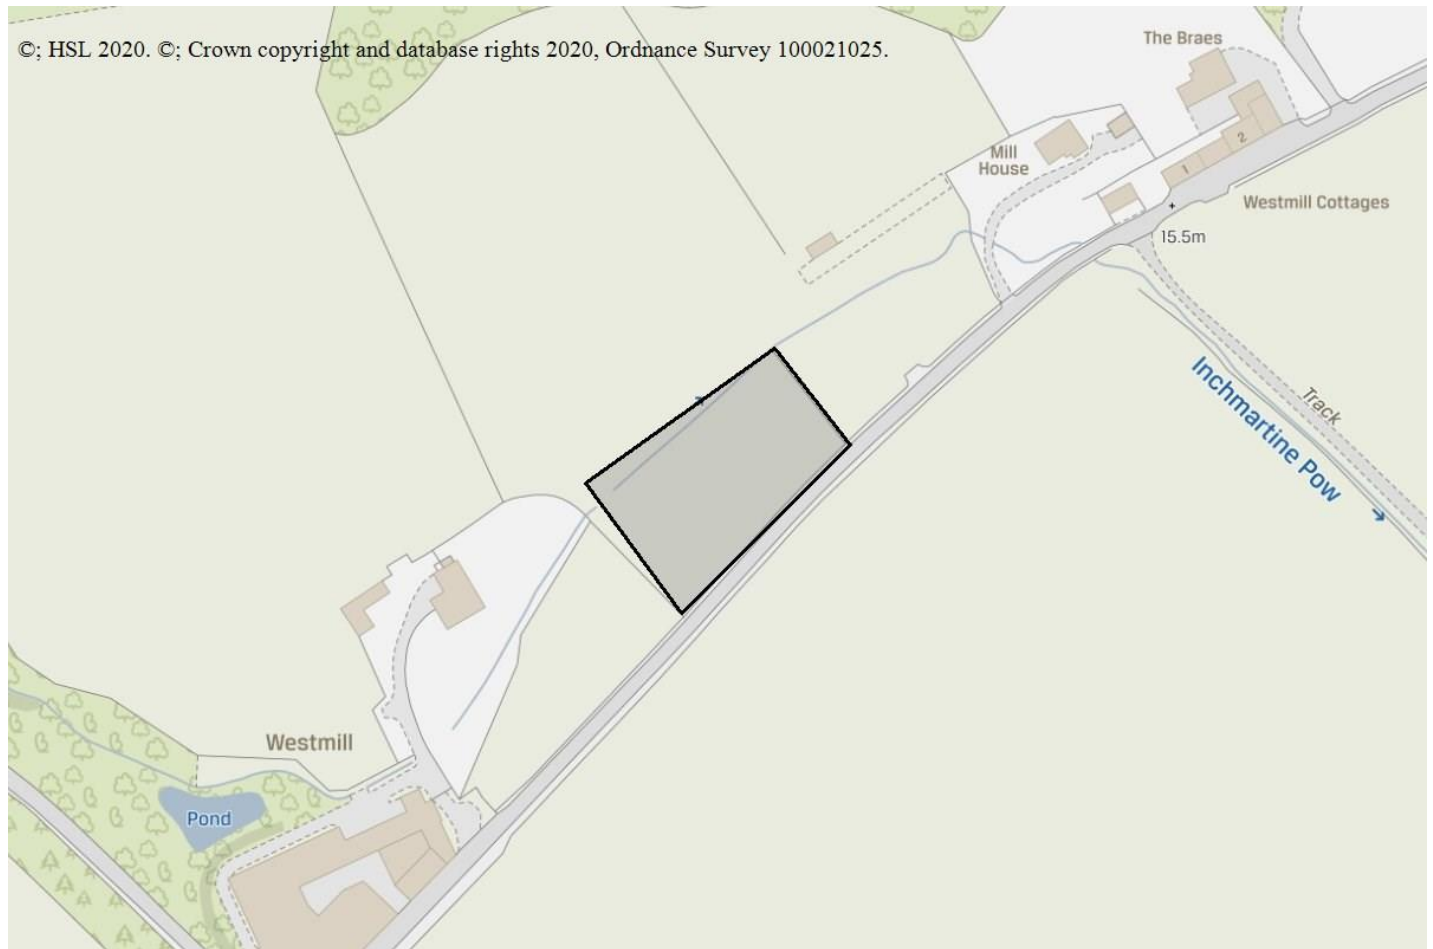 The Braes
©; HSL 2020. ©; Crown copyright and database rights 2020, Ordnance Survey 100021025.
2
Mill
House
1
Westmill Cottages
15.5m
Track
Inchmartine Pow
Westmill
Pond